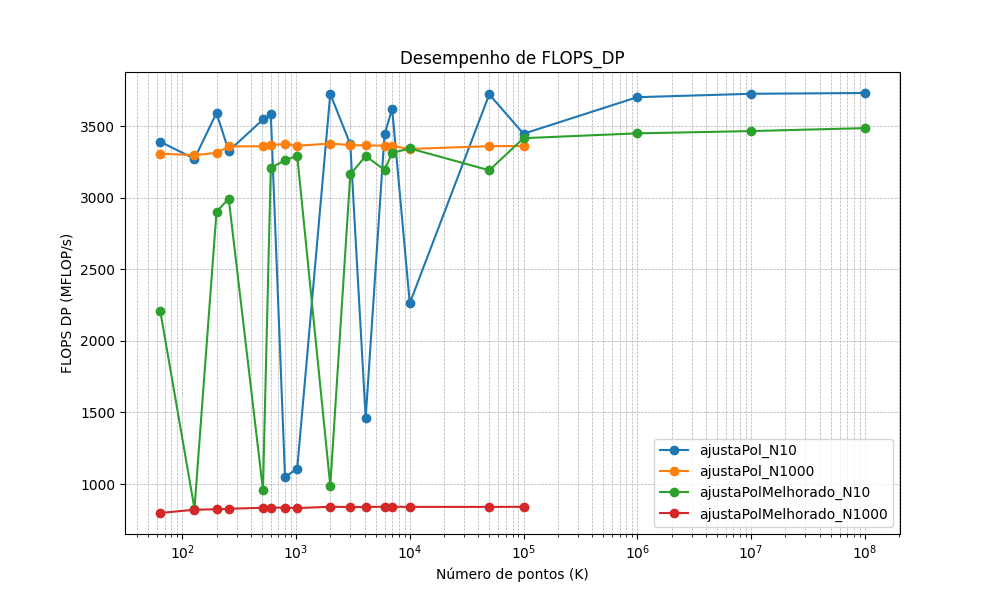 Desempenho de FLOPS_DP
FLOPS DP (MFLOP/s)
3500
3000
2500
2000
1500
1000
10²
10³
10⁴
10⁵
10⁶
10⁷
10⁸
Número de pontos (K)
ajustaPol_N10
ajustaPol_N1000
ajustaPolMelhorado_N10
ajustaPolMelhorado_N1000